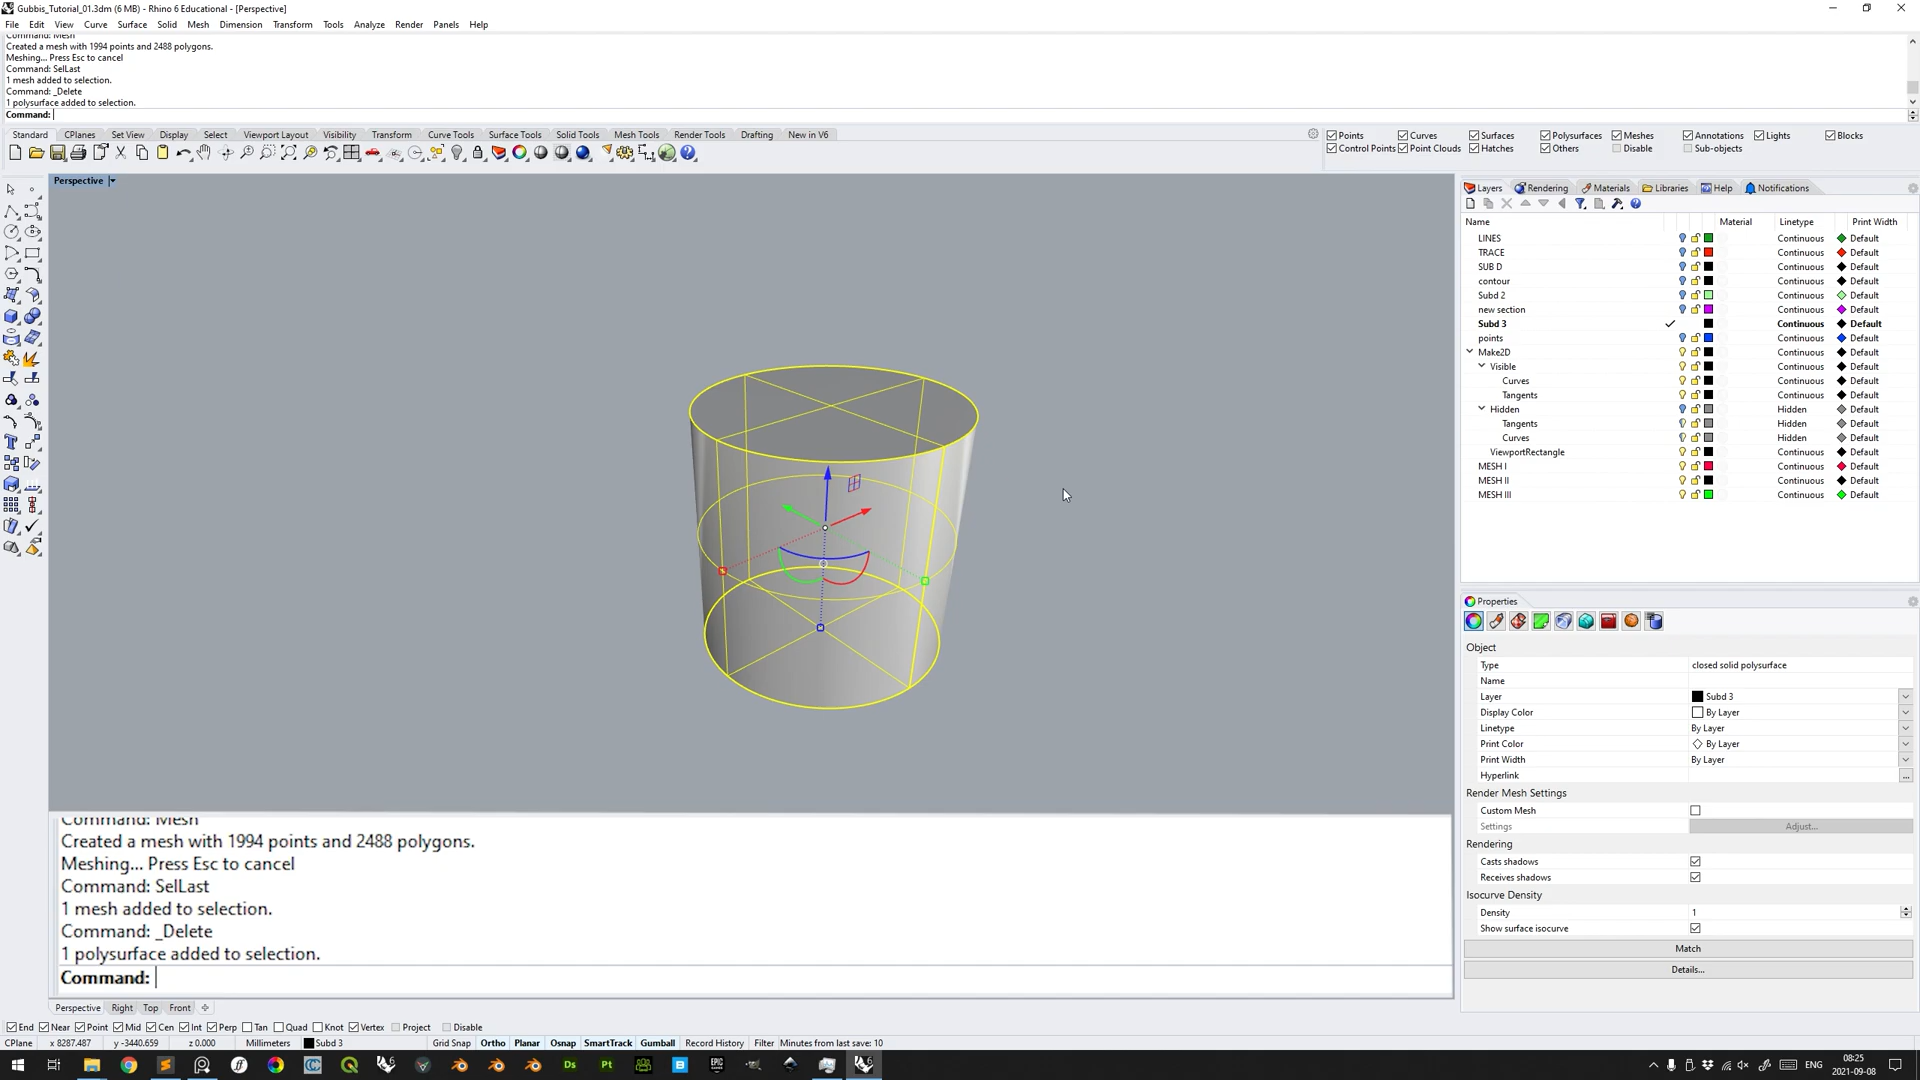 Gubbis_Tutorial_01.3dm (6 MB) - Rhino 6 Educational - [Perspective]
File Edit View Curve Surface Solid Mesh Dimension Transform Tools Analyze Render Panels Help
Command: Mesh
Created a mesh with 1994 points and 2488 polygons.
Meshing... Press Esc to cancel
Command: SelLast
1 mesh added to selection.
Command: _Delete
1 polysurface added to selection.
Command:
Standard CPlanes Set View Display Select Viewport Layout Visibility Transform Curve Tools Surface Tools Solid Tools Mesh Tools Render Tools Drafting New in V6
Points Curves Surfaces Polysurfaces Meshes Annotations Lights Blocks
Control Points Point Clouds Hatches Others Disable Sub-objects
Perspective
Layers Rendering Materials Libraries Help Notifications
Name Material Linetype Print Width
LINES Continuous Default
TRACE Continuous Default
SUB D Continuous Default
contour Continuous Default
Subd 2 Continuous Default
new section Continuous Default
Subd 3 Continuous Default
points Continuous Default
Make2D Continuous Default
Visible Continuous Default
Curves Continuous Default
Tangents Continuous Default
Hidden Hidden Default
Tangents Hidden Default
Curves Hidden Default
ViewportRectangle Continuous Default
MESH I Continuous Default
MESH II Continuous Default
MESH III Continuous Default
Properties
Object
Type closed solid polysurface
Name
Layer Subd 3
Display Color By Layer
Linetype By Layer
Print Color By Layer
Print Width By Layer
Hyperlink ...
Render Mesh Settings
Custom Mesh
Settings Adjust...
Rendering
Casts shadows
Receives shadows
Isocurve Density
Density 1
Show surface isocurve
Match
Details...
Command: Mesh
Created a mesh with 1994 points and 2488 polygons.
Meshing... Press Esc to cancel
Command: SelLast
1 mesh added to selection.
Command: _Delete
1 polysurface added to selection.
Command:
Perspective Right Top Front
End Near Point Mid Cen Int Perp Tan Quad Knot Vertex Project Disable
CPlane x 8287.487 y -3440.659 z 0.000 Millimeters Subd 3 Grid Snap Ortho Planar Osnap SmartTrack Gumball Record History Filter Minutes from last save: 10
Ds Pt B EPIC ENG 08:25
2021-09-08